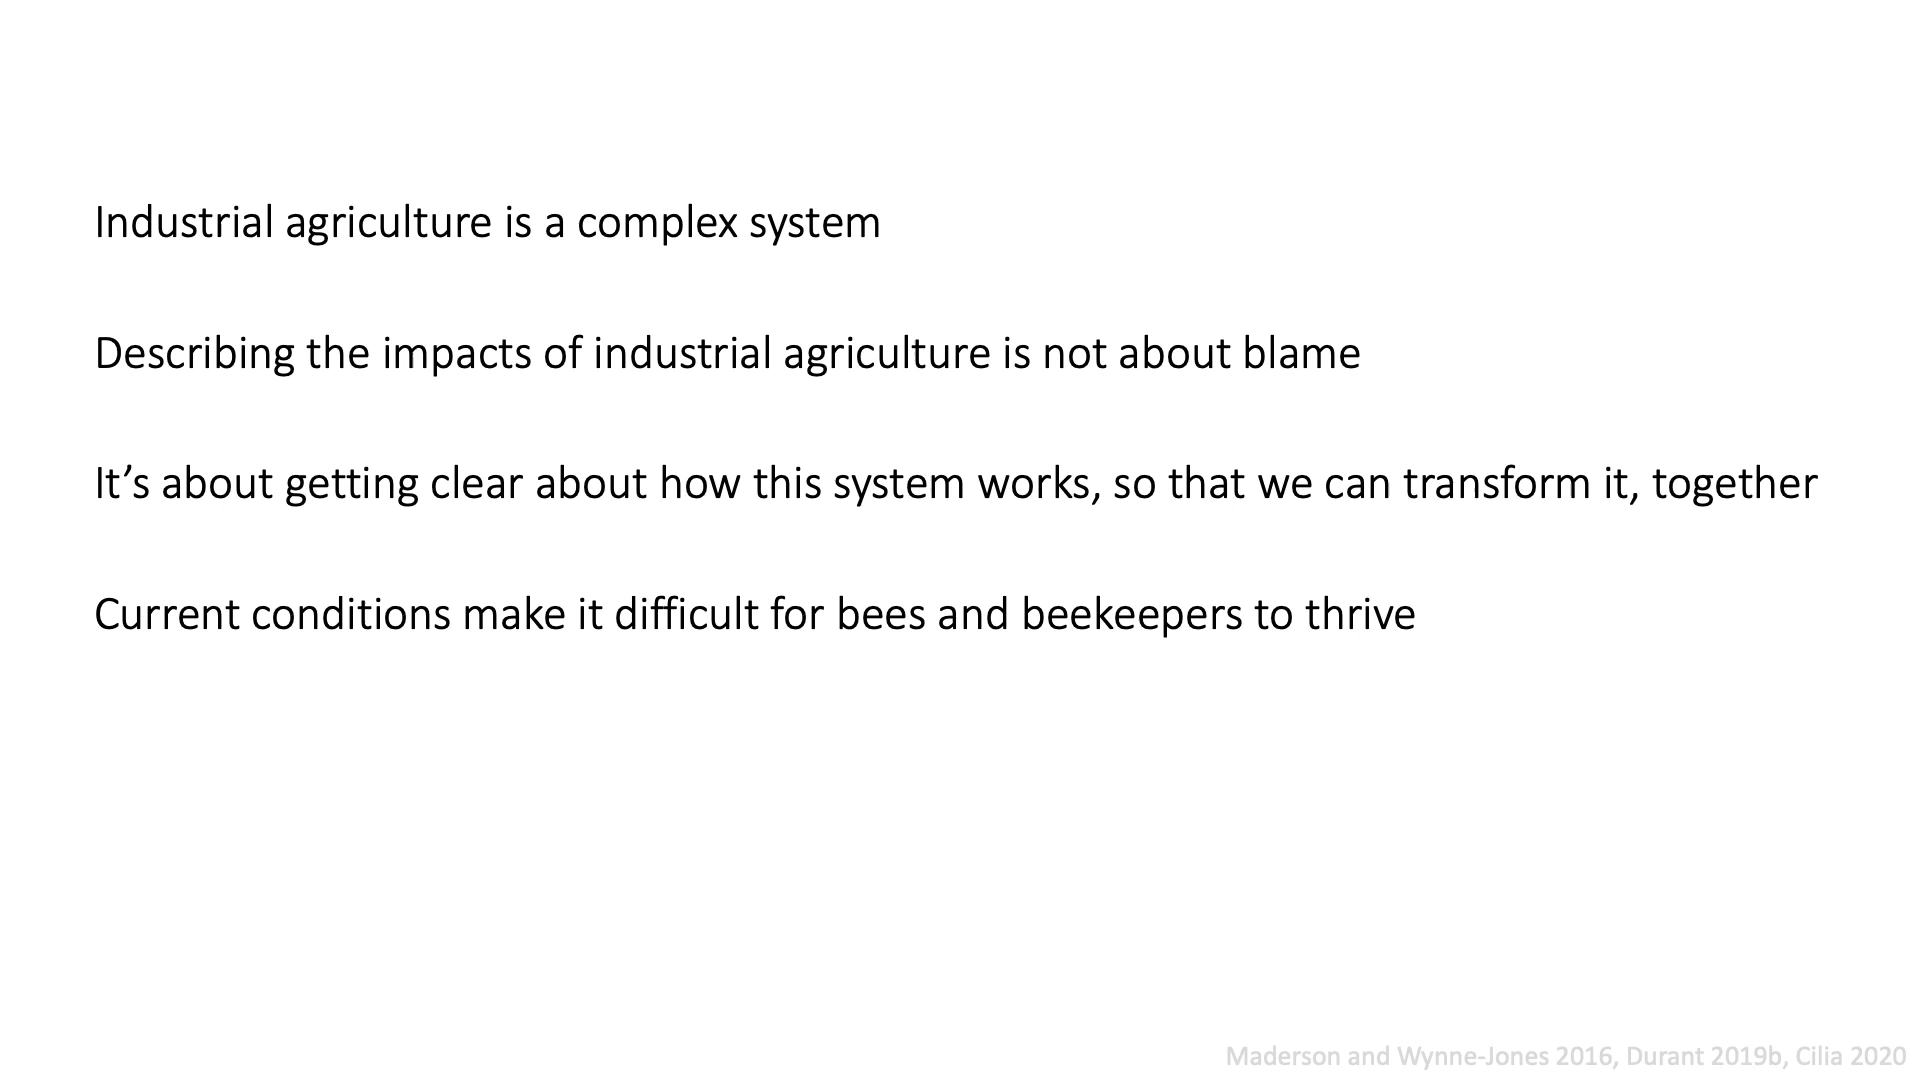 Industrial agriculture is a complex system
Describing the impacts of industrial agriculture is not about blame
It’s about getting clear about how this system works, so that we can transform it, together
Current conditions make it difficult for bees and beekeepers to thrive
Maderson and Wynne-Jones 2016, Durant 2019b, Cilia 2020